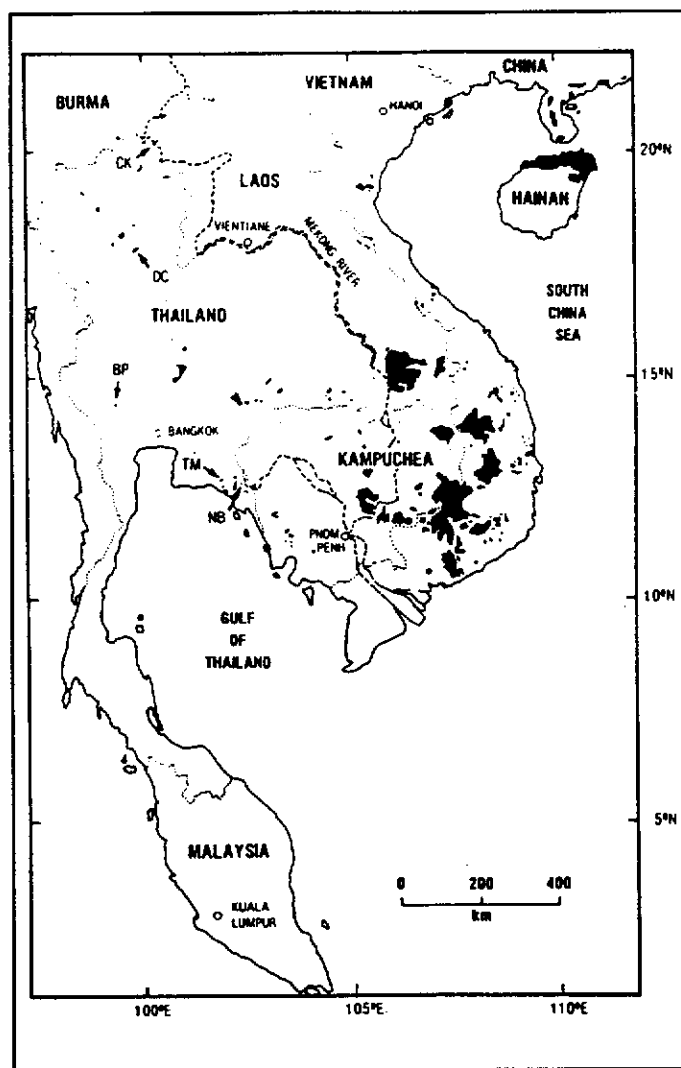 CHINA
VIETNAM
BURMA
HANOI
20°N
CK
LAOS
HAINAN
VIENTIANE
MEKONG RIVER
DC
SOUTH
CHINA
SEA
THAILAND
BP
15°N
BANGKOK
KAMPUCHEA
TM
NB
PNOM
PENH
10°N
GULF
OF
THAILAND
5°N
MALAYSIA
0 200 400
km
KUALA
LUMPUR
100°E
105°E.
110°E